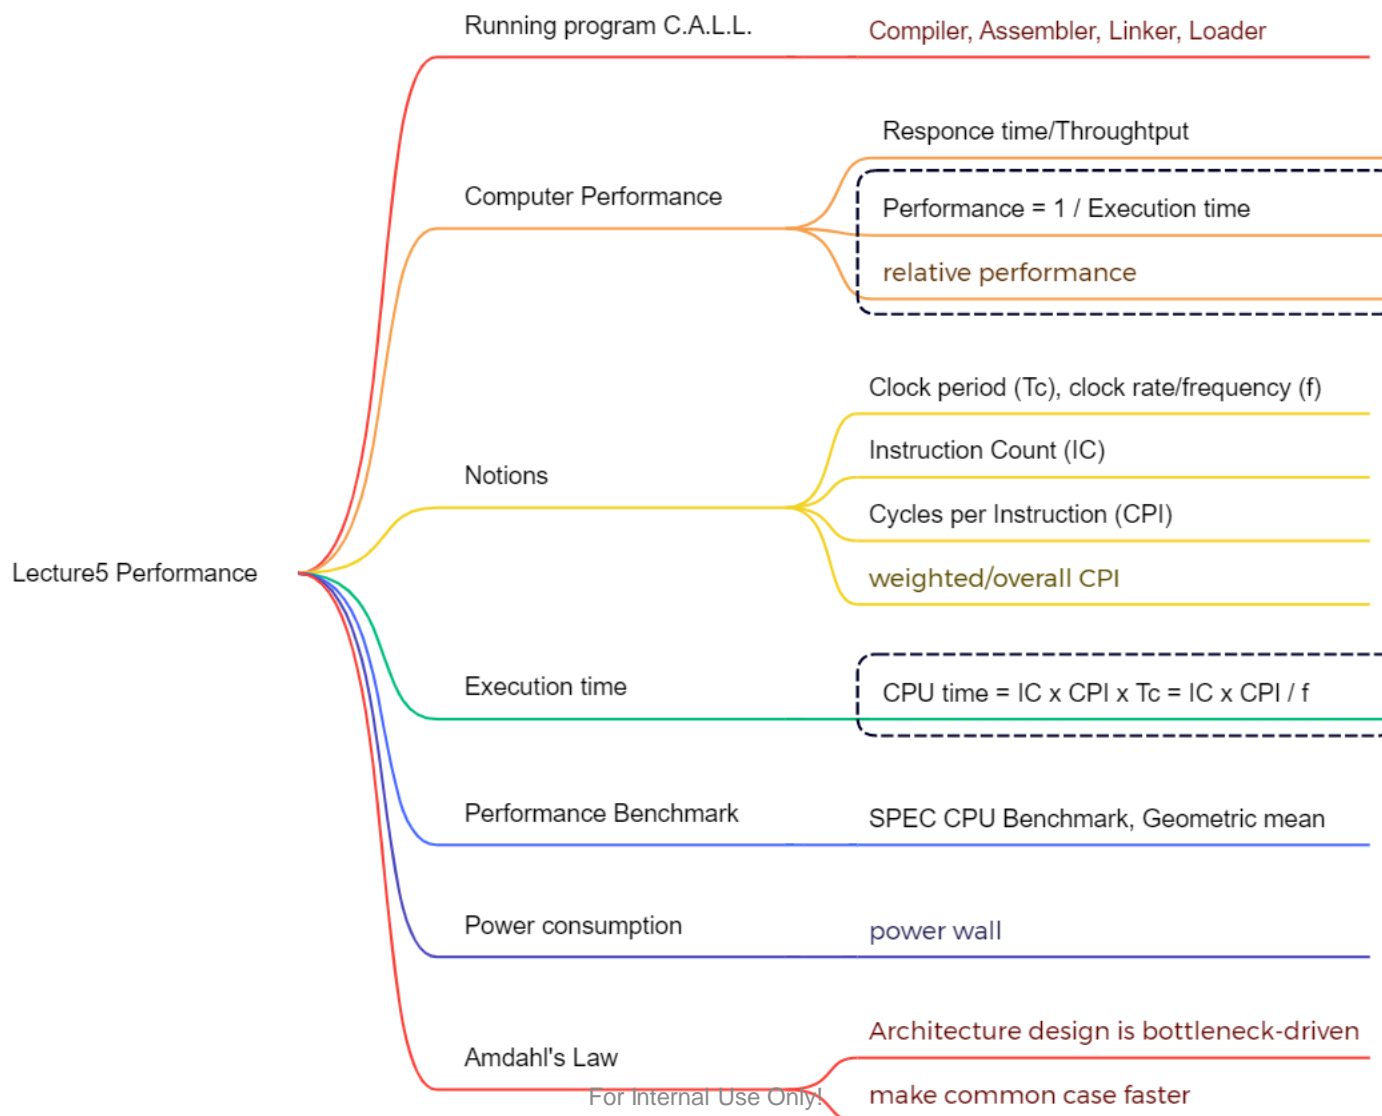 Running program C.A.L.L.
Compiler, Assembler, Linker, Loader
Computer Performance
Responce time/Throughtput
Performance = 1 / Execution time
relative performance
Notions
Clock period (Tc), clock rate/frequency (f)
Instruction Count (IC)
Cycles per Instruction (CPI)
weighted/overall CPI
Lecture5 Performance
Execution time
CPU time = IC x CPI x Tc = IC x CPI / f
Performance Benchmark
SPEC CPU Benchmark, Geometric mean
Power consumption
power wall
Amdahl's Law
Architecture design is bottleneck-driven
make common case faster
For Internal Use Only!